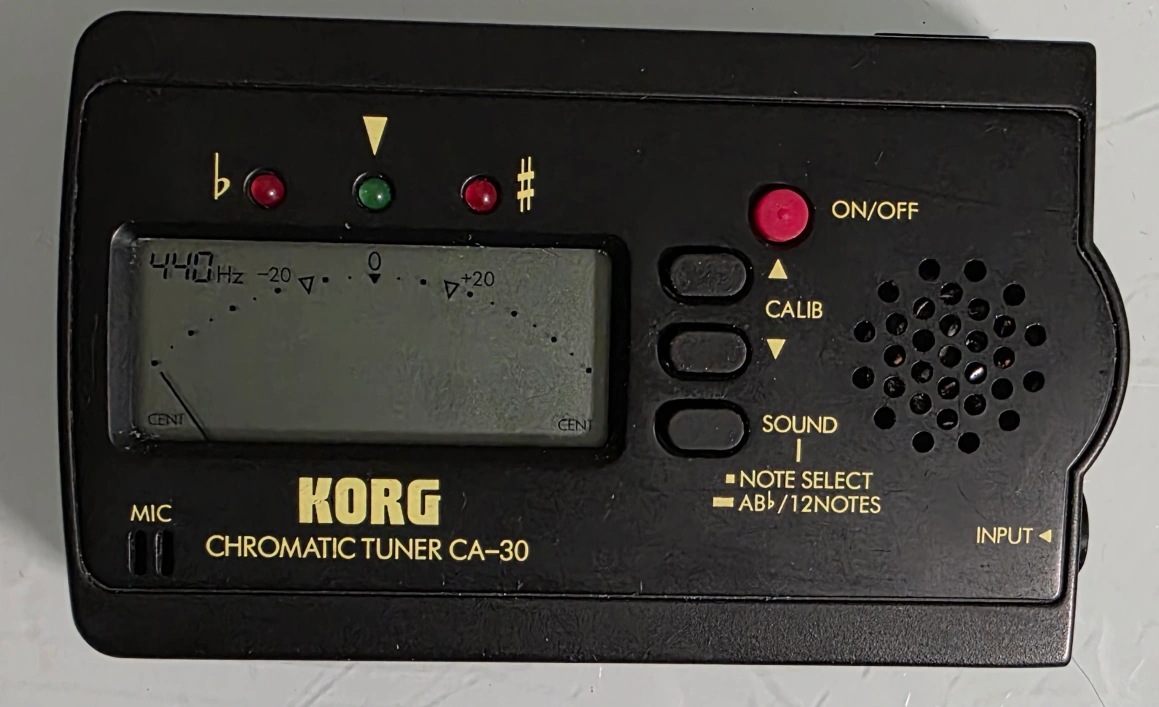 ♭ ♯
ON/OFF
440Hz -20 0 +20
CALIB
CENT CENT
SOUND
NOTE SELECT
AB♭/12NOTES
KORG
MIC
CHROMATIC TUNER CA-30
INPUT